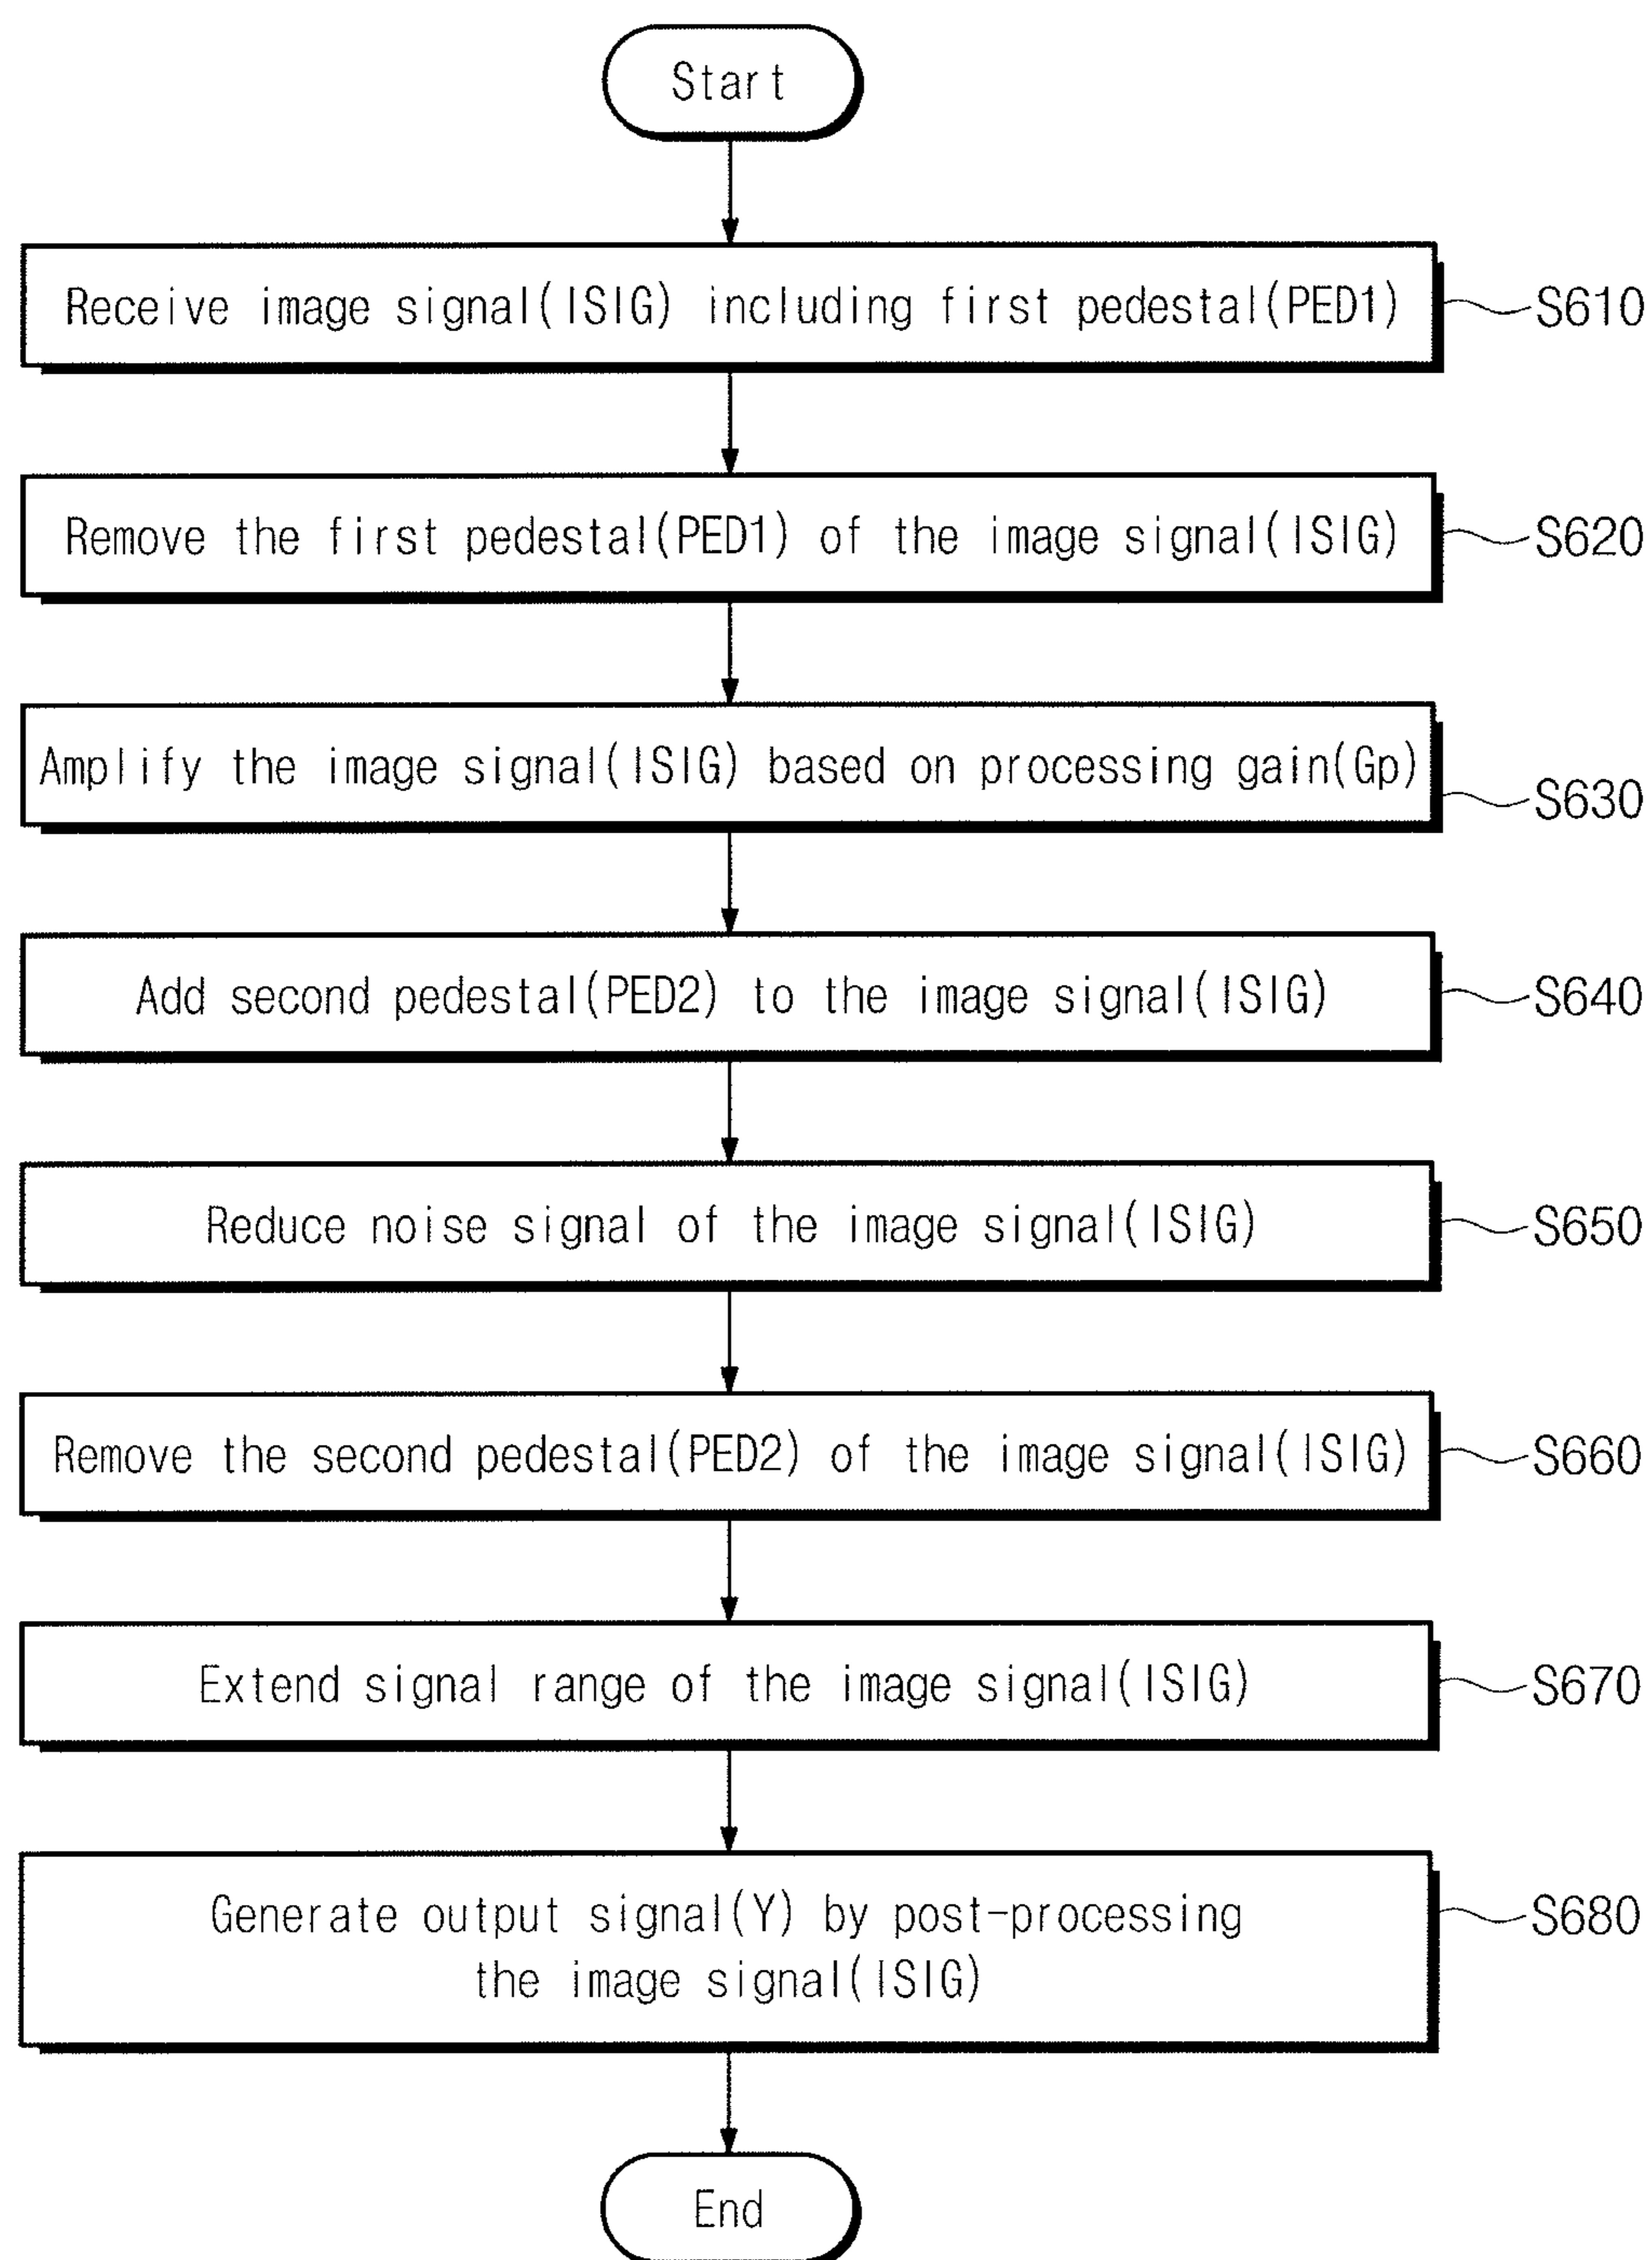 Start
Receive image signal(ISIG) including first pedestal(PED1)
S610
Remove the first pedestal(PED1) of the image signal(ISIG)
S620
Amplify the image signal(ISIG) based on processing gain(Gp)
S630
Add second pedestal(PED2) to the image signal(ISIG)
S640
Reduce noise signal of the image signal(ISIG)
S650
Remove the second pedestal(PED2) of the image signal(ISIG)
S660
Extend signal range of the image signal(ISIG)
S670
Generate output signal(Y) by post-processing
the image signal(ISIG)
S680
End